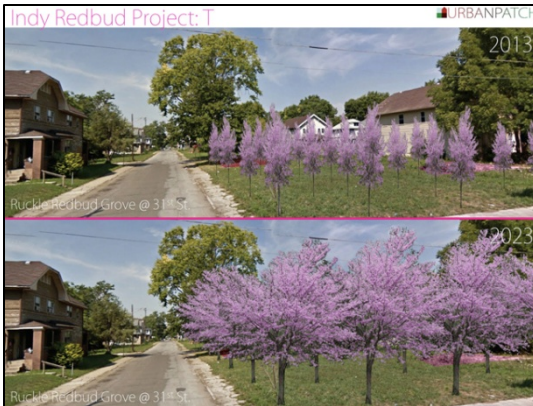 Indy Redbud Project: T
URBANPATCH
2013
Ruckle Redbud Grove @ 31st St.
2023
Ruckle Redbud Grove @ 31st St.